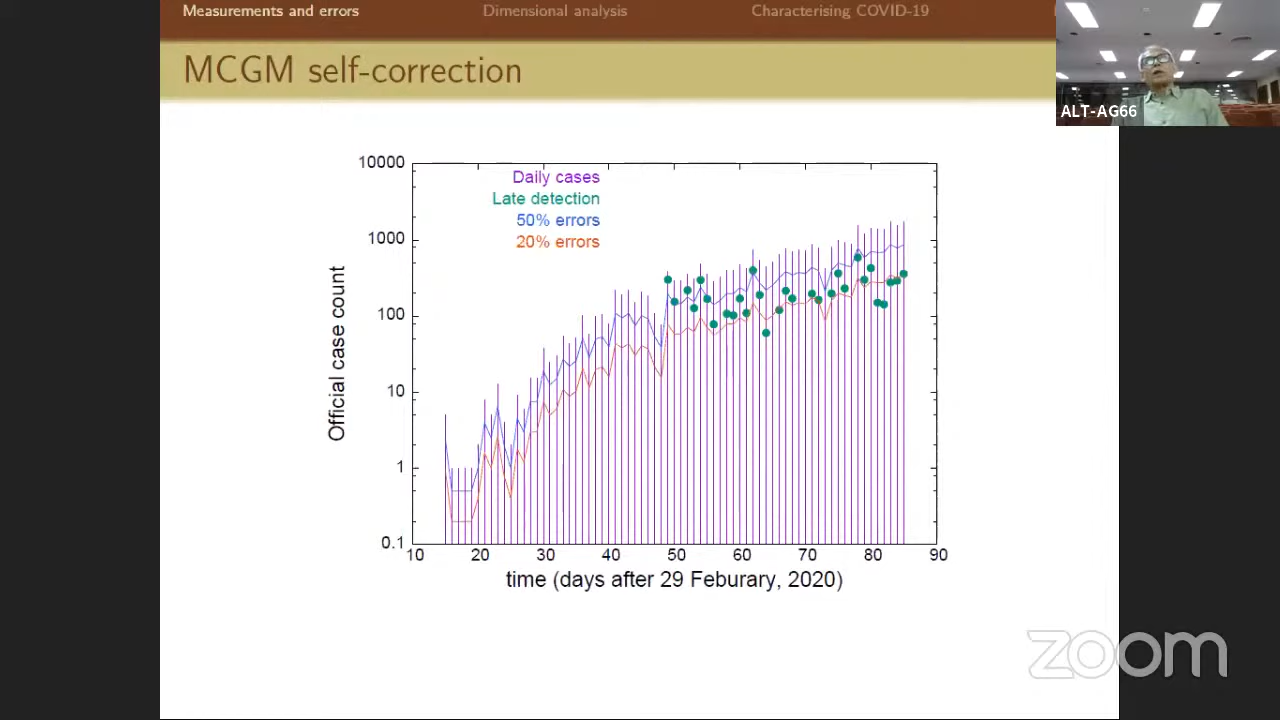 Measurements and errors
Dimensional analysis
Characterising COVID-19
MCGM self-correction
ALT-AG66
Daily cases
Late detection
50% errors
20% errors
Official case count
10000
1000
100
10
1
0.1
10 20 30 40 50 60 70 80 90
time (days after 29 Feburary, 2020)
zoom